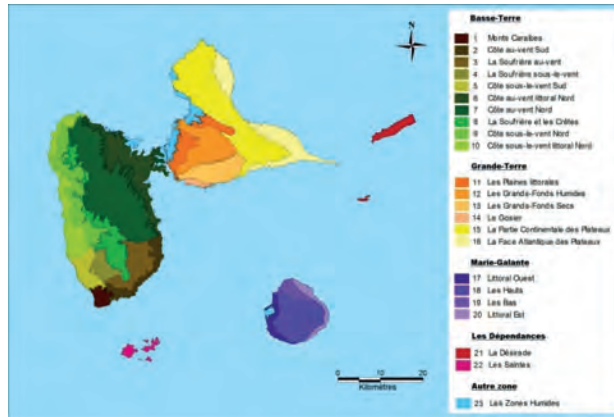 N
Basse-Terre
1 Monts Caraïbes
2 Côte au-vent Sud
3 La Soufrière au-vent
4 La Soufrière sous-le-vent
5 Côte sous-le-vent Sud
6 Côte au-vent littoral Nord
7 Côte au-vent Nord
8 La Soufrière et les Crêtes
9 Côte sous-le-vent Nord
10 Côte sous-le-vent littoral Nord
Grande-Terre
11 Les Plaines littorales
12 Les Grands-Fonds Humides
13 Les Grands-Fonds Secs
14 Le Gosier
15 La Partie Continentale des Plateaux
16 La Face Atlantique des Plateaux
Marie-Galante
17 Littoral Ouest
18 Les Hauts
19 Les Bas
20 Littoral Est
Les Dépendances
21 La Désirade
22 Les Saintes
Autre zone
23 Les Zones Humides
0 10 20
Kilomètres